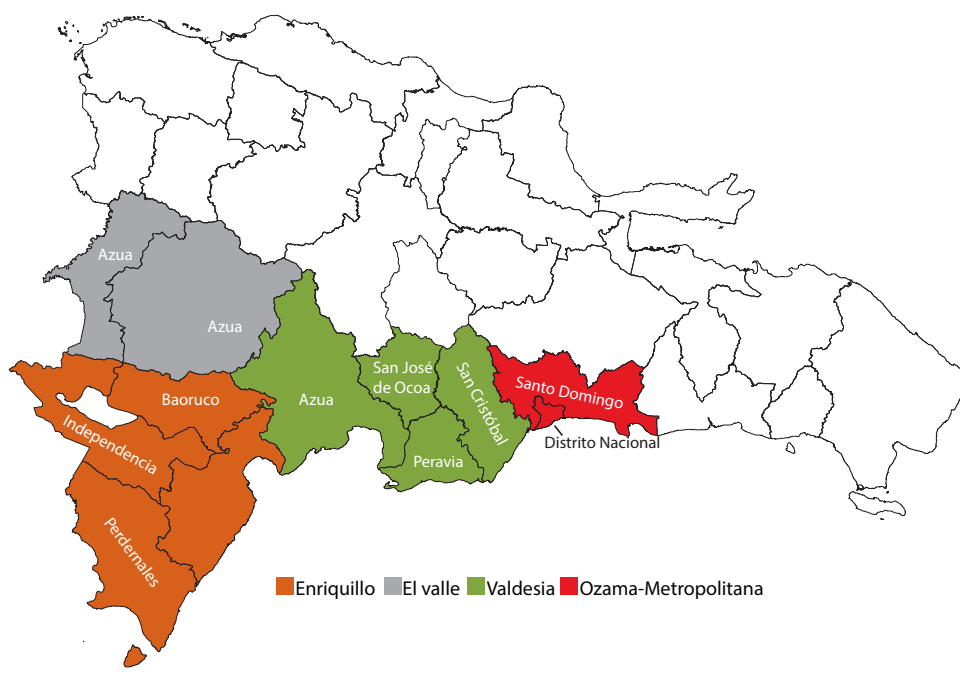 Azua
Azua
San José
de Ocoa
San Cristóbal
Santo Domingo
Baoruco
Azua
Independencia
Distrito Nacional
Peravia
Perdernales
Enriquillo
El valle
Valdesia
Ozama-Metropolitana